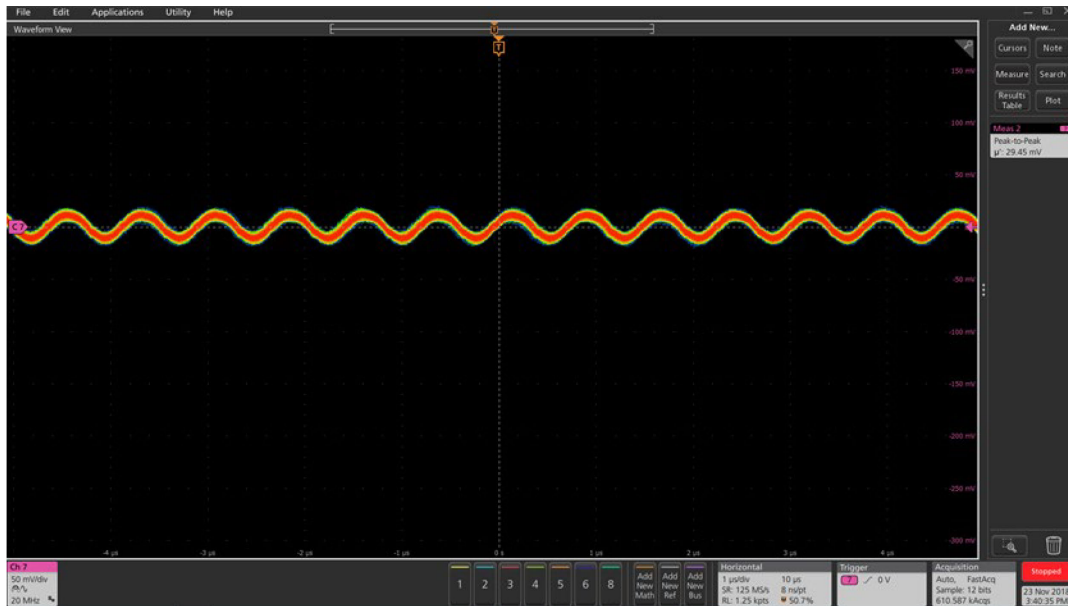 File Edit Applications Utility Help
Waveform View
T
T
Add New...
Cursors Note
Measure Search
Results Table Plot
Meas 2
Peak-to-Peak
µ': 29.45 mV
150 mV
100 mV
50 mV
C 7
-50 mV
-100 mV
-150 mV
-200 mV
-250 mV
-300 mV
-4 µs -3 µs -2 µs -1 µs 0 s 1 µs 2 µs 3 µs 4 µs
Ch 7
50 mV/div
20 MHz
1 2 3 4 5 6 8
Add New Math
Add New Ref
Add New Bus
Horizontal
1 µs/div 10 µs
SR: 125 MS/s 8 ns/pt
RL: 1.25 kpts 50.7%
Trigger
7 0 V
Acquisition
Auto, FastAcq
Sample: 12 bits
610.587 kAcqs
Stopped
23 Nov 2018
3:40:35 PM